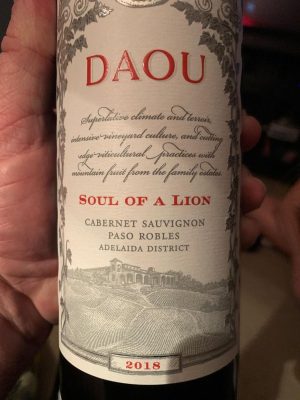 DAOU
Superlative climate and terroir,
intensive vineyard culture, and cutting
edge viticultural practices with
mountain fruit from the family estates.
SOUL OF A LION
CABERNET SAUVIGNON
PASO ROBLES
ADELAIDA DISTRICT
2018